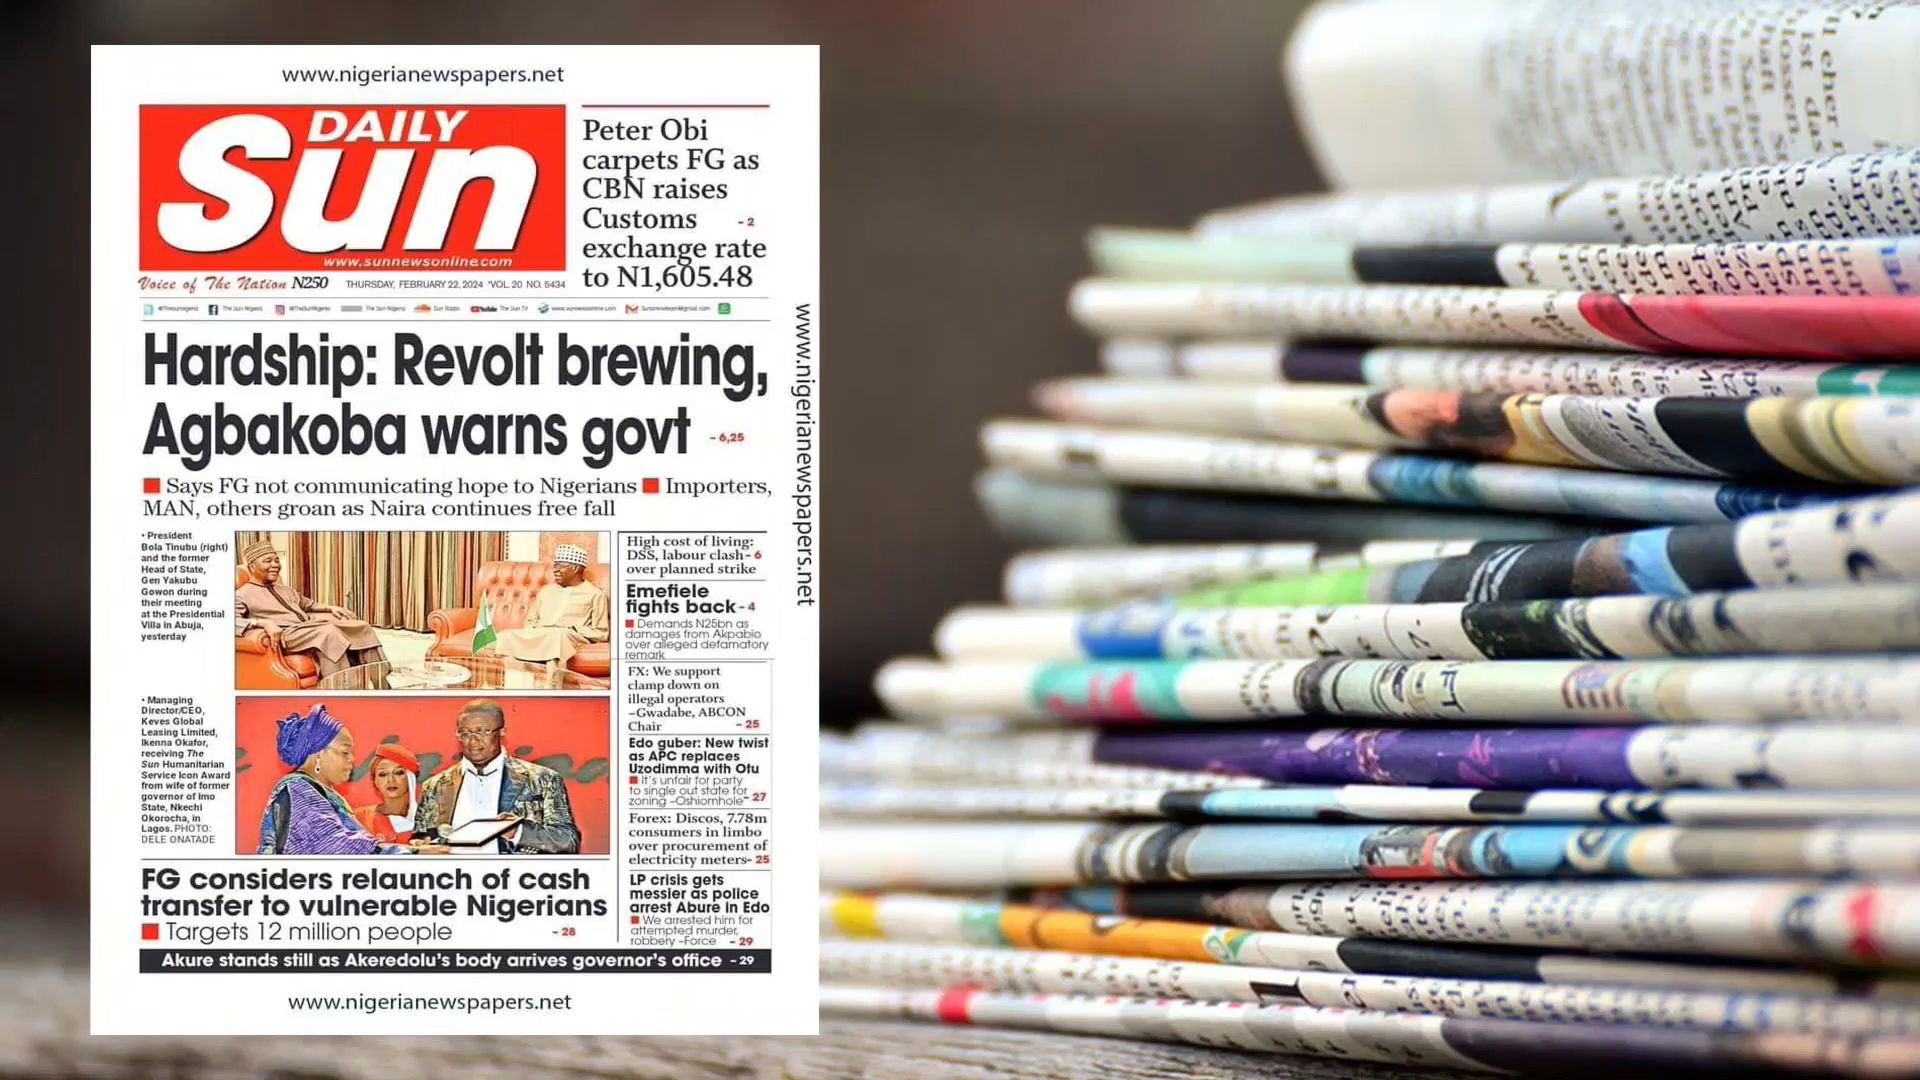 www.nigerianewspapers.net
DAILY
Sun
www.sunnewsonline.com
Voice of The Nation N250
THURSDAY, FEBRUARY 22, 2024 *VOL. 20 NO. 5434
Peter Obi
carpets FG as
CBN raises
Customs - 2
exchange rate
to N1,605.48
The Sun Nigeria
Sun Radio
YouTube The Sun TV
www.sunnewsonline.com
Hardship: Revolt brewing,
Agbakoba warns govt - 6,25
Says FG not communicating hope to Nigerians Importers,
MAN, others groan as Naira continues free fall
• President
Bola Tinubu (right)
and the former
Head of State,
Gen Yakubu
Gowon during
their meeting
at the Presidential
Villa in Abuja,
yesterday
• Managing
Director/CEO,
Keves Global
Leasing Limited,
Ikenna Okafor,
receiving The
Sun Humanitarian
Service Icon Award
from wife of former
governor of Imo
State, Nkechi
Okorocha, in
Lagos. PHOTO:
DELE ONATADE
FG considers relaunch of cash
transfer to vulnerable Nigerians
Targets 12 million people - 28
High cost of living:
DSS, labour clash - 6
over planned strike
Emefiele
fights back - 4
Demands N25bn as
damages from Akpabio
over alleged defamatory
remark
FX: We support
clamp down on
illegal operators
–Gwadabe, ABCON
Chair - 25
Edo guber: New twist
as APC replaces
Uzodimma with Otu
It's unfair for party
to single out state for
zoning –Oshiomhole - 27
Forex: Discos, 7.78m
consumers in limbo
over procurement of
electricity meters - 25
LP crisis gets
messier as police
arrest Abure in Edo
We arrested him for
attempted murder,
robbery –Force - 29
Akure stands still as Akeredolu's body arrives governor's office - 29
www.nigerianewspapers.net
www.nigerianewspapers.net